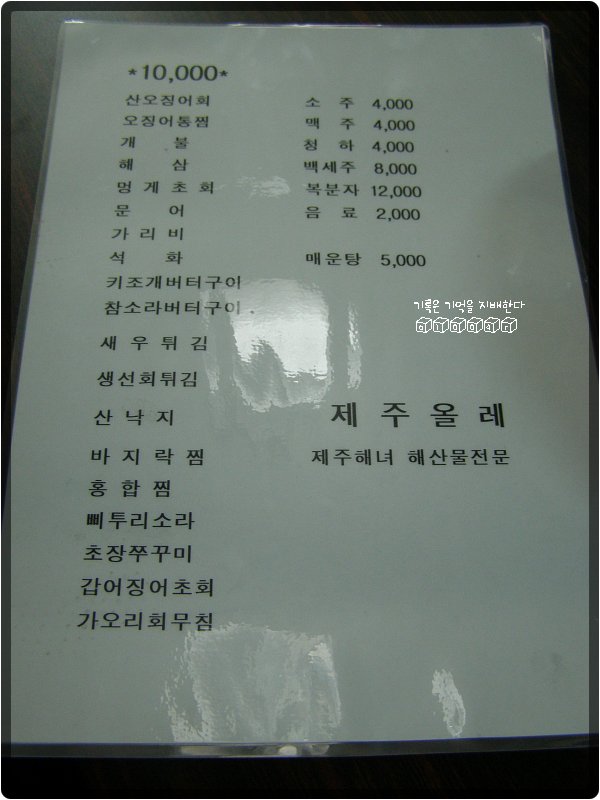 *10,000*
산오징어회
오징어통찜
개 불
해 삼
멍 게 초 회
문 어
가 리 비
석 화
키조개버터구이
참소라버터구이 .
새 우 튀 김
생선회튀김
산 낙 지
바 지 락 찜
홍 합 찜
삐투리소라
초장쭈꾸미
갑어징어초회
가오리회무침
소 주 4,000
맥 주 4,000
청 하 4,000
백세주 8,000
복분자 12,000
음 료 2,000
매운탕 5,000
기록은 기억을 지배한다
제 주 올 레
제주해녀 해산물전문